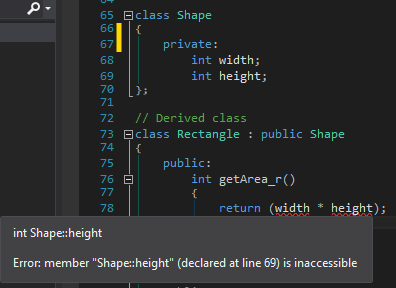 64
65 class Shape
66 {
67 private:
68 int width;
69 int height;
70 };
71
72 // Derived class
73 class Rectangle : public Shape
74 {
75 public:
76 int getArea_r()
77 {
78 return (width * height);
int Shape::height
Error: member "Shape::height" (declared at line 69) is inaccessible